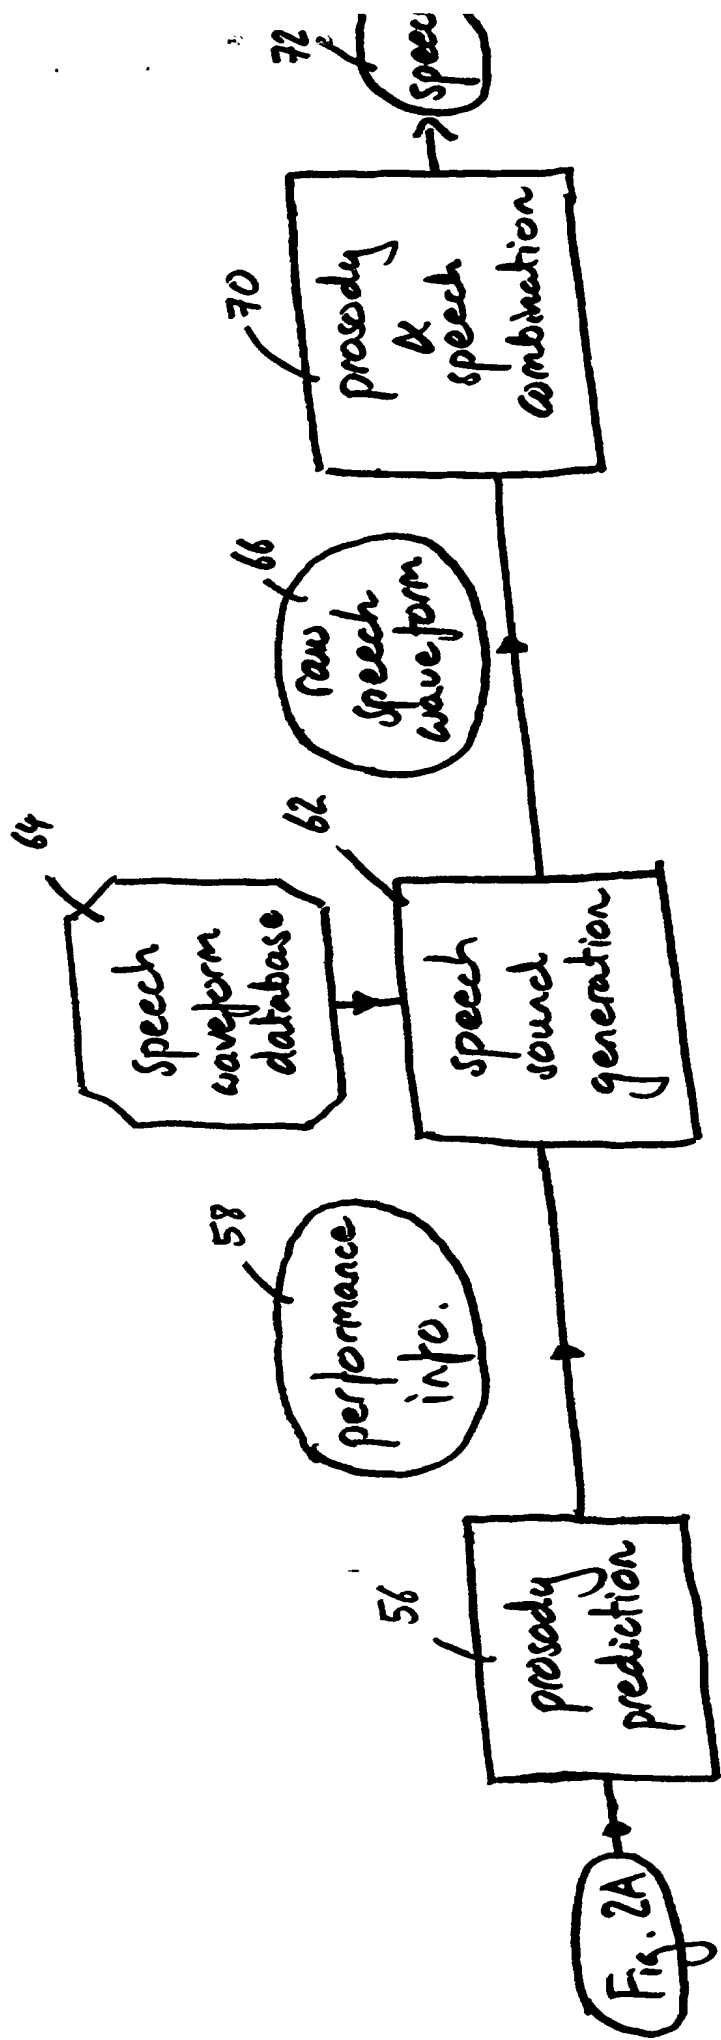 Fig. 2A
56
prosody
prediction
58
performance
info.
64
speech
waveform
database
62
speech
sound
generation
66
raw
speech
waveform
70
prosody
&
speech
combination
72
speec